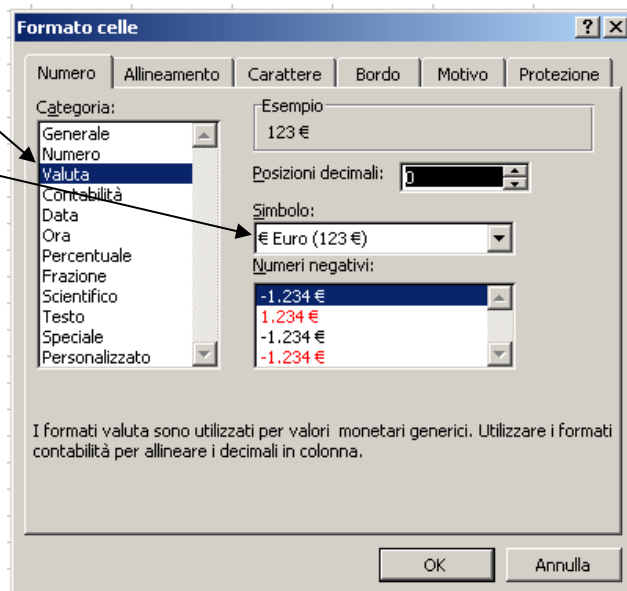 Formato celle
Numero Allineamento Carattere Bordo Motivo Protezione
Categoria:
Generale
Numero
Valuta
Contabilità
Data
Ora
Percentuale
Frazione
Scientifico
Testo
Speciale
Personalizzato
Esempio
123 €
Posizioni decimali: 0
Simbolo:
€ Euro (123 €)
Numeri negativi:
-1.234 €
1.234 €
-1.234 €
-1.234 €
I formati valuta sono utilizzati per valori monetari generici. Utilizzare i formati
contabilità per allineare i decimali in colonna.
OK Annulla